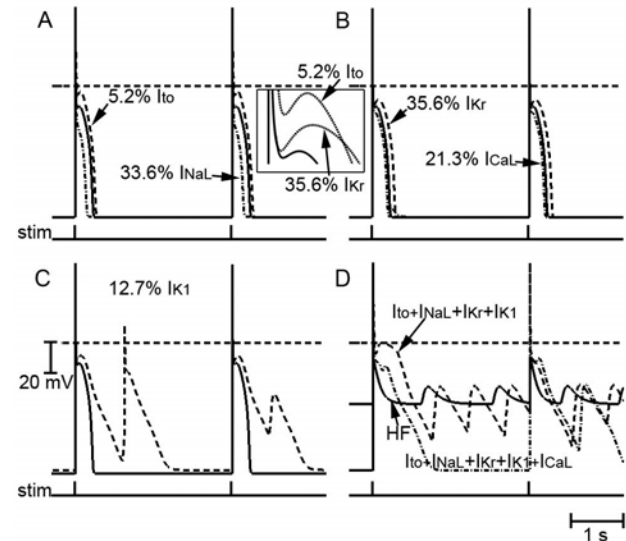 A
5.2% Ito
33.6% INaL
5.2% Ito
35.6% IKr
stim
B
35.6% IKr
21.3% ICaL
C
12.7% IK1
20 mV
stim
D
Ito+INaL+IKr+IK1
HF
Ito+INaL+IKr+IK1+ICaL
1 s